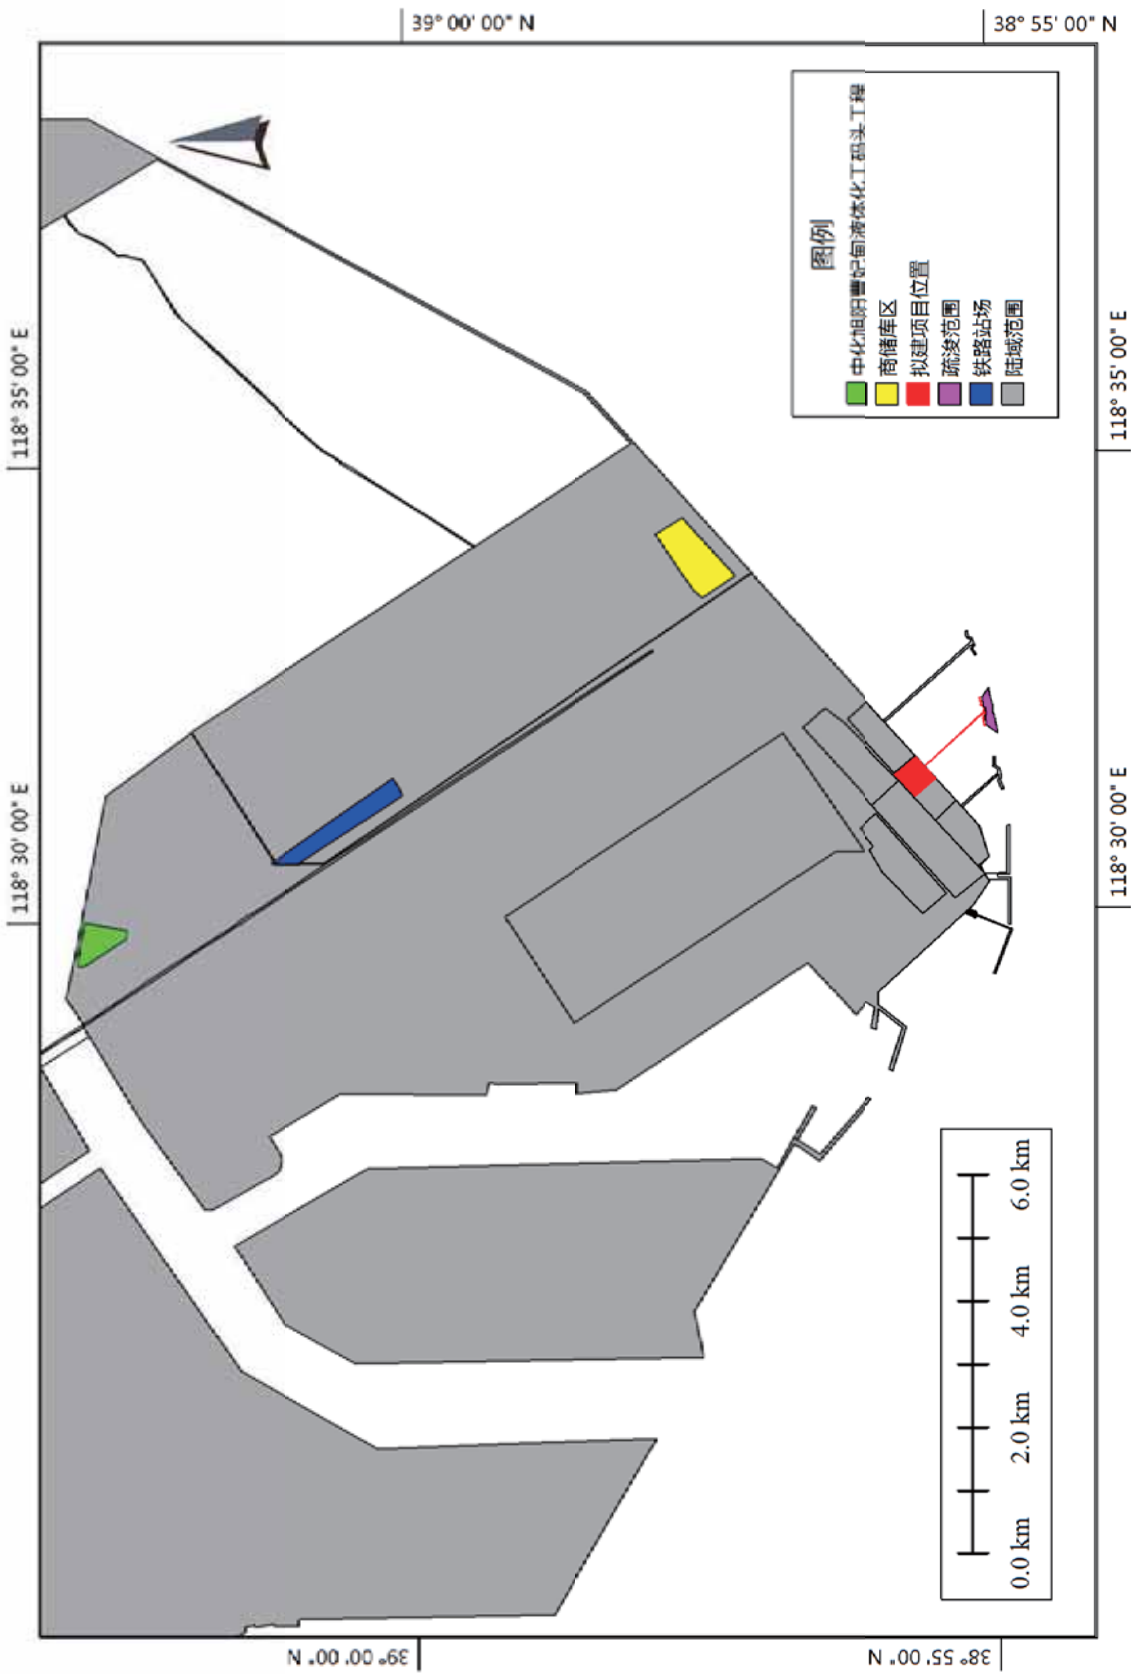 39° 00' 00" N
38° 55' 00" N
118° 35' 00" E
118° 30' 00" E
图例
中化旭阳曹妃甸液体化工码头工程
商储库区
拟建项目位置
疏浚范围
铁路站场
陆域范围
118° 35' 00" E
118° 30' 00" E
0.0 km
2.0 km
4.0 km
6.0 km
39° 00' 00" N
38° 55' 00" N